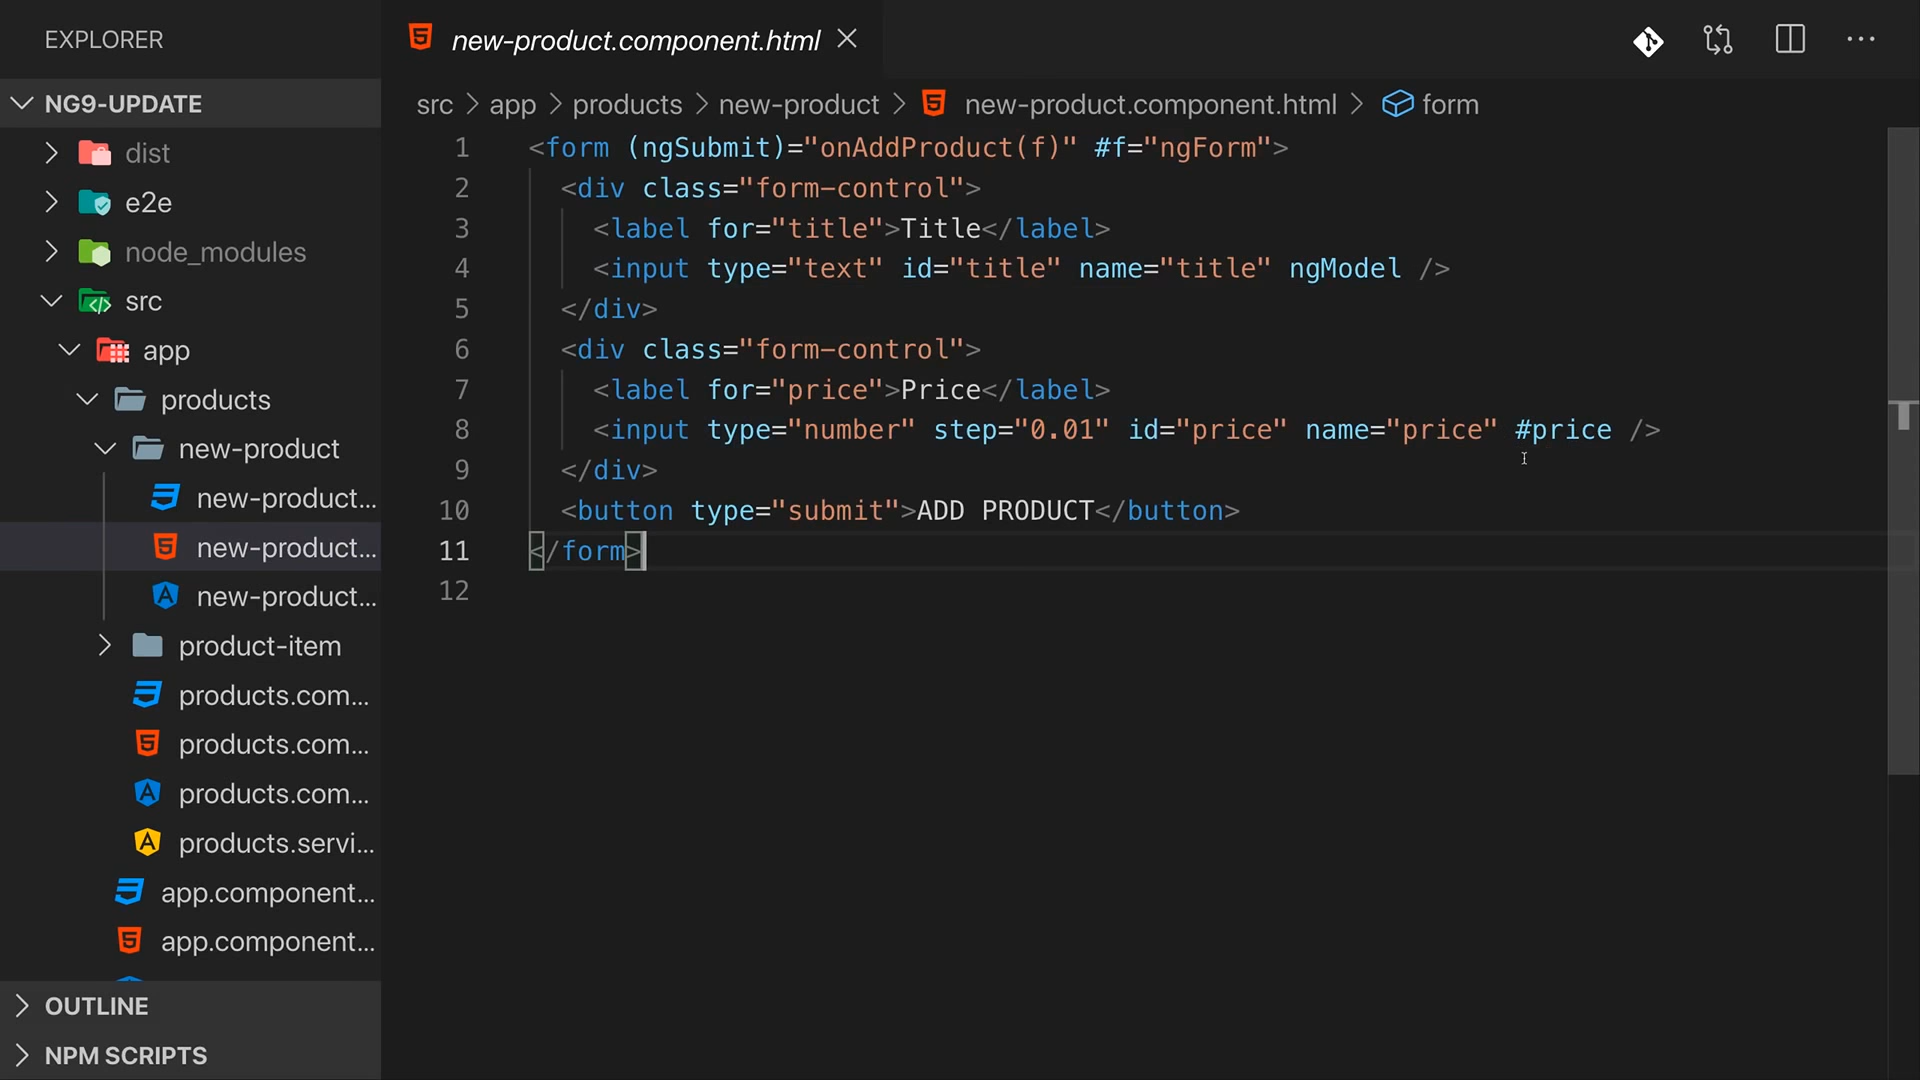 EXPLORER
NG9-UPDATE
dist
e2e
node_modules
src
app
products
new-product
new-product...
new-product...
new-product...
product-item
products.com...
products.com...
products.com...
products.servi...
app.component...
app.component...
OUTLINE
NPM SCRIPTS
new-product.component.html
src > app > products > new-product > new-product.component.html > form
1 <form (ngSubmit)="onAddProduct(f)" #f="ngForm">
2 <div class="form-control">
3 <label for="title">Title</label>
4 <input type="text" id="title" name="title" ngModel />
5 </div>
6 <div class="form-control">
7 <label for="price">Price</label>
8 <input type="number" step="0.01" id="price" name="price" #price />
9 </div>
10 <button type="submit">ADD PRODUCT</button>
11 </form>
12